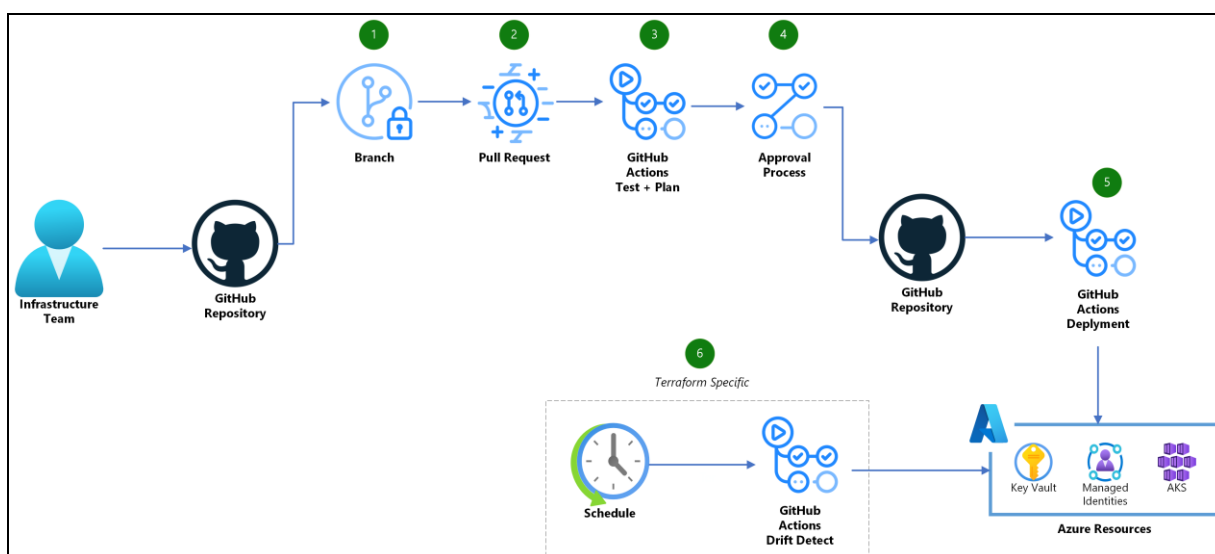 1
2
3
4
Branch
Pull Request
GitHub
Actions
Test + Plan
Approval
Process
5
Infrastructure
Team
GitHub
Repository
GitHub
Repository
GitHub
Actions
Deplyment
6
Terraform Specific
Schedule
GitHub
Actions
Drift Detect
Key Vault
Managed
Identities
AKS
Azure Resources